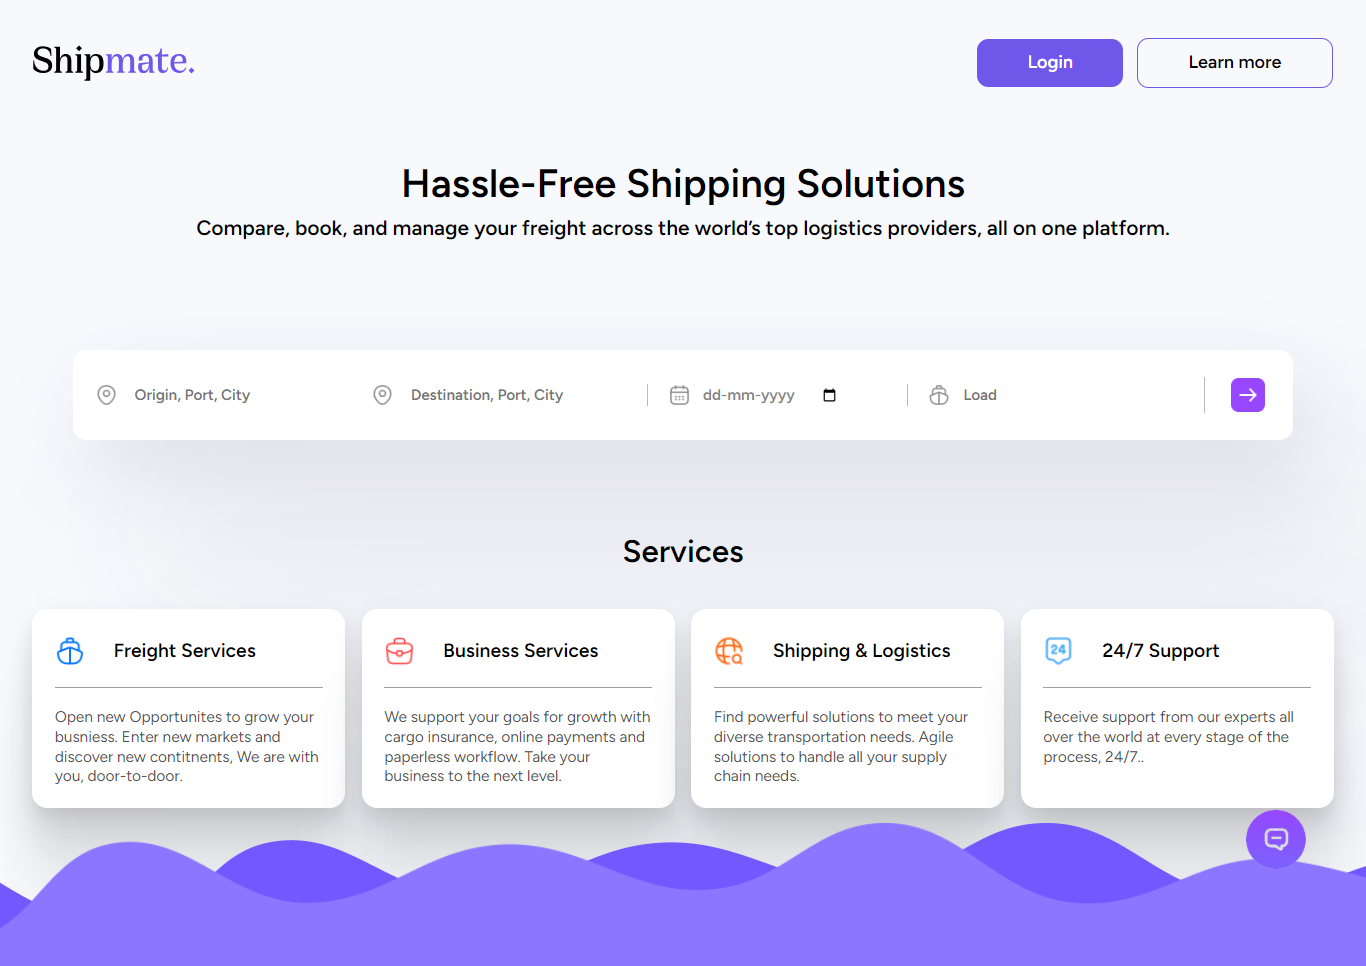 Shipmate.
Login
Learn more
Hassle-Free Shipping Solutions
Compare, book, and manage your freight across the world’s top logistics providers, all on one platform.
Origin, Port, City
Destination, Port, City
dd-mm-yyyy
Load
Services
Freight Services
Open new Opportunites to grow your
busniess. Enter new markets and
discover new contitnents, We are with
you, door-to-door.
Business Services
We support your goals for growth with
cargo insurance, online payments and
paperless workflow. Take your
business to the next level.
Shipping & Logistics
Find powerful solutions to meet your
diverse transportation needs. Agile
solutions to handle all your supply
chain needs.
24
24/7 Support
Receive support from our experts all
over the world at every stage of the
process, 24/7..